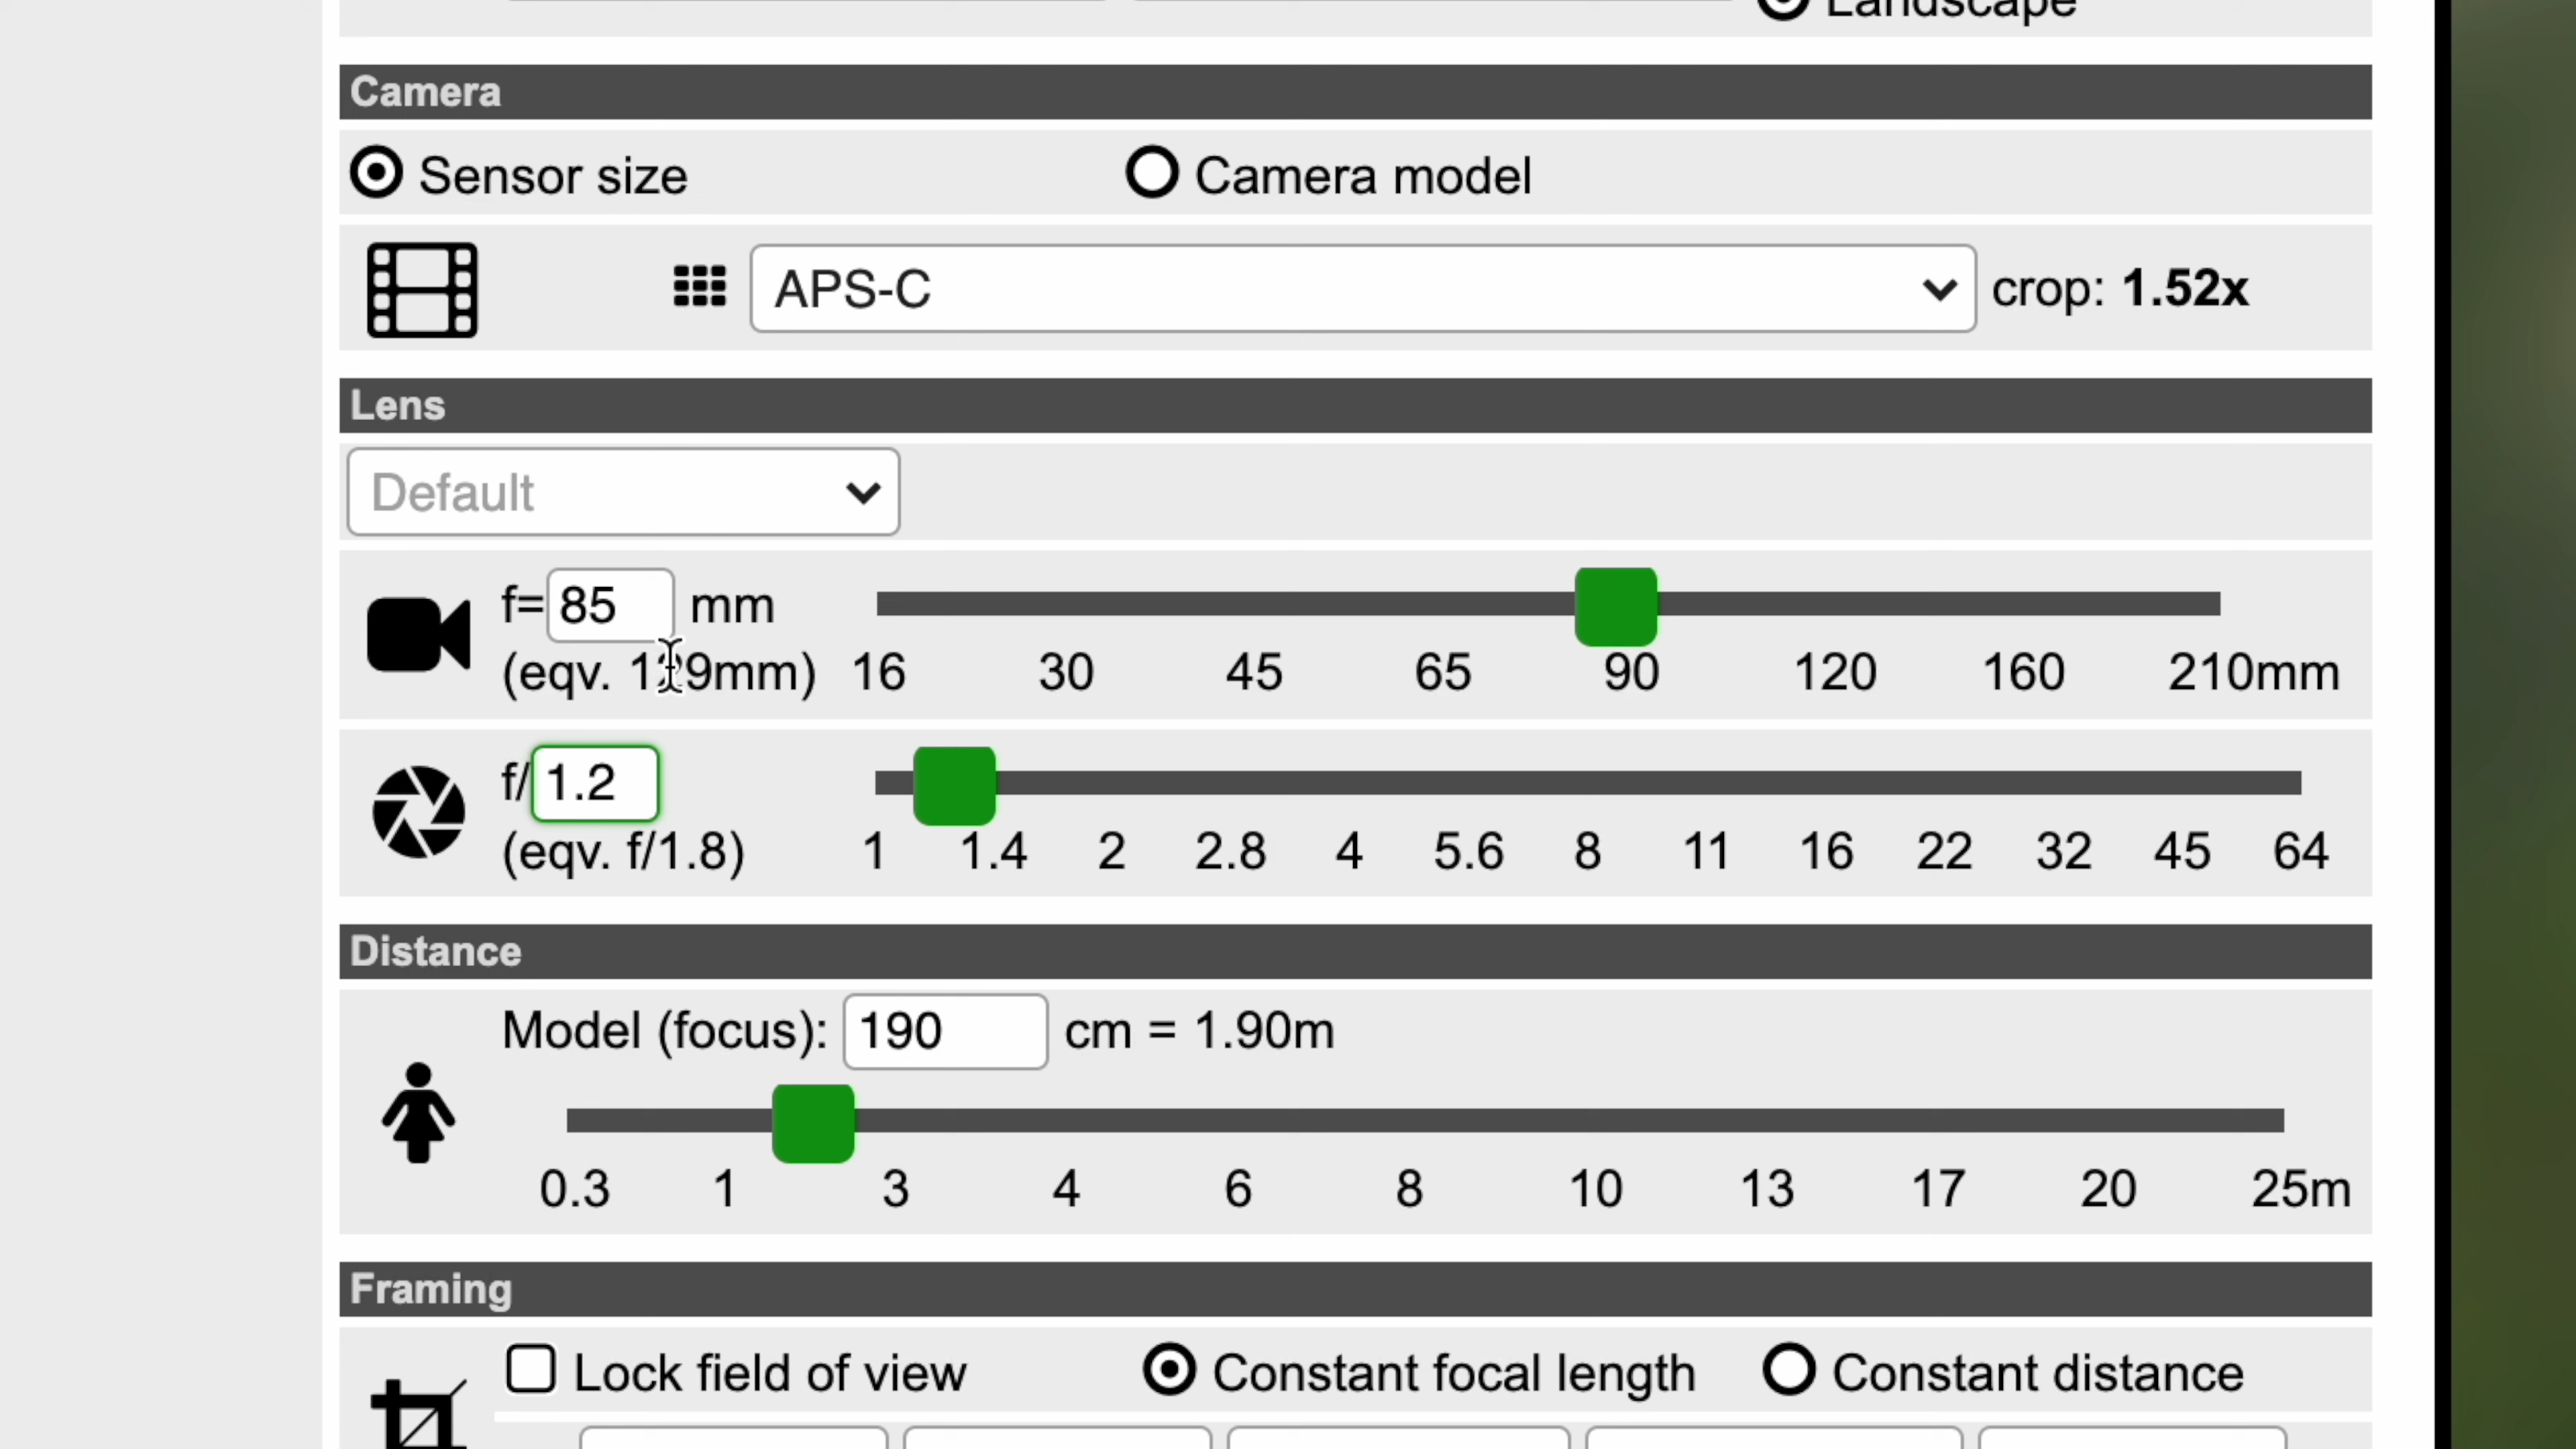 Landscape
Camera
Sensor size Camera model
APS-C crop: 1.52x
Lens
Default
f= 85 mm
(eqv. 129mm) 16 30 45 65 90 120 160 210mm
f/ 1.2
(eqv. f/1.8) 1 1.4 2 2.8 4 5.6 8 11 16 22 32 45 64
Distance
Model (focus): 190 cm = 1.90m
0.3 1 3 4 6 8 10 13 17 20 25m
Framing
Lock field of view Constant focal length Constant distance